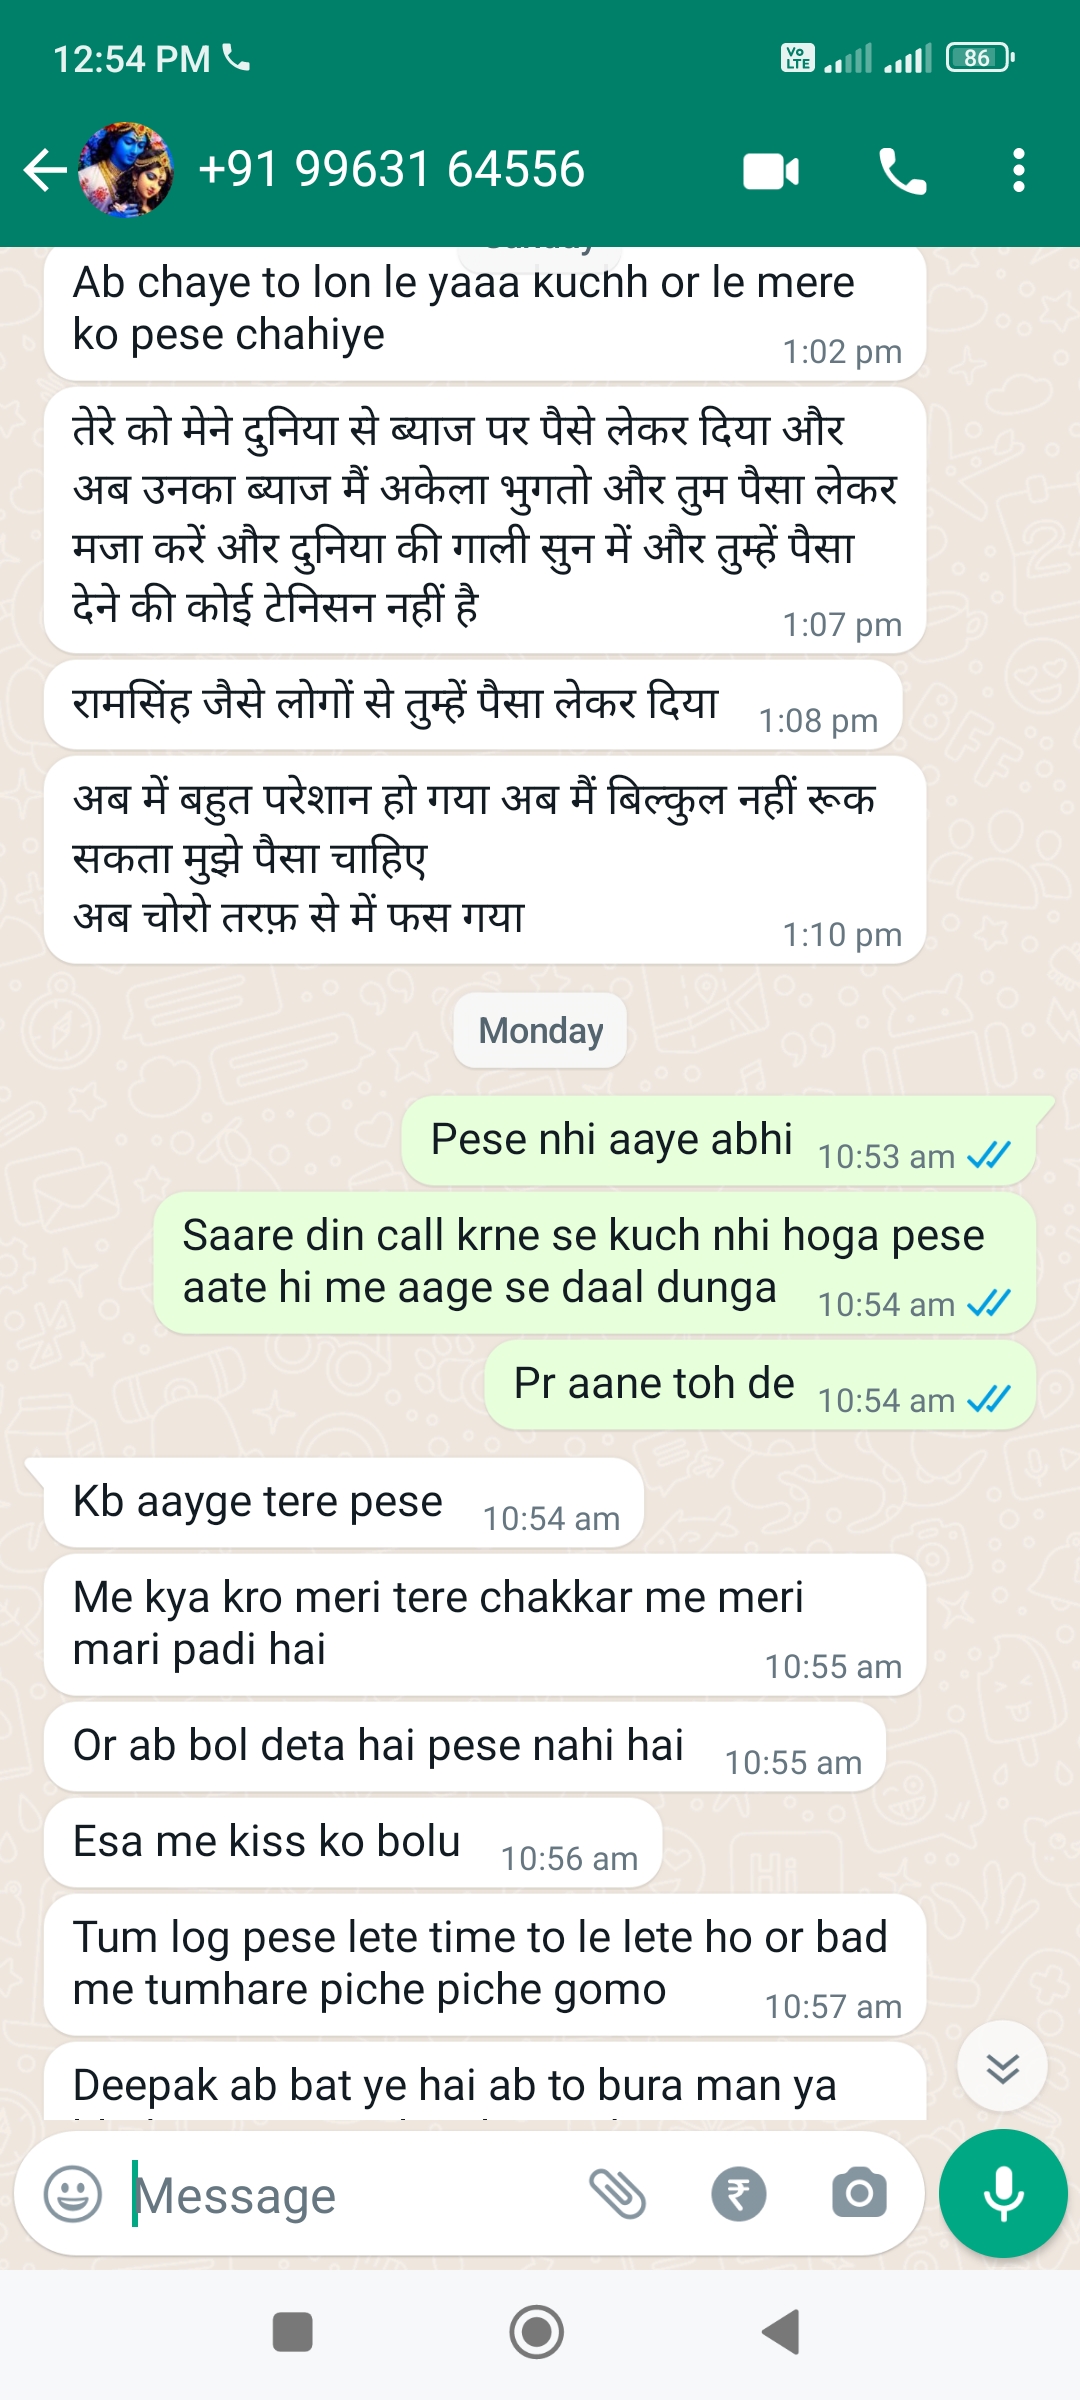 12:54 PM
Vo LTE
86
+91 99631 64556
Ab chaye to lon le yaaa kuchh or le mere
ko pese chahiye
1:02 pm
तेरे को मेने दुनिया से ब्याज पर पैसे लेकर दिया और
अब उनका ब्याज मैं अकेला भुगतो और तुम पैसा लेकर
मजा करें और दुनिया की गाली सुन में और तुम्हें पैसा
देने की कोई टेनिसन नहीं है
1:07 pm
रामसिंह जैसे लोगों से तुम्हें पैसा लेकर दिया
1:08 pm
अब में बहुत परेशान हो गया अब मैं बिल्कुल नहीं रूक
सकता मुझे पैसा चाहिए
अब चोरो तरफ़ से में फस गया
1:10 pm
Monday
Pese nhi aaye abhi
10:53 am
Saare din call krne se kuch nhi hoga pese
aate hi me aage se daal dunga
10:54 am
Pr aane toh de
10:54 am
Kb aayge tere pese
10:54 am
Me kya kro meri tere chakkar me meri
mari padi hai
10:55 am
Or ab bol deta hai pese nahi hai
10:55 am
Esa me kiss ko bolu
10:56 am
Tum log pese lete time to le lete ho or bad
me tumhare piche piche gomo
10:57 am
Deepak ab bat ye hai ab to bura man ya
Message